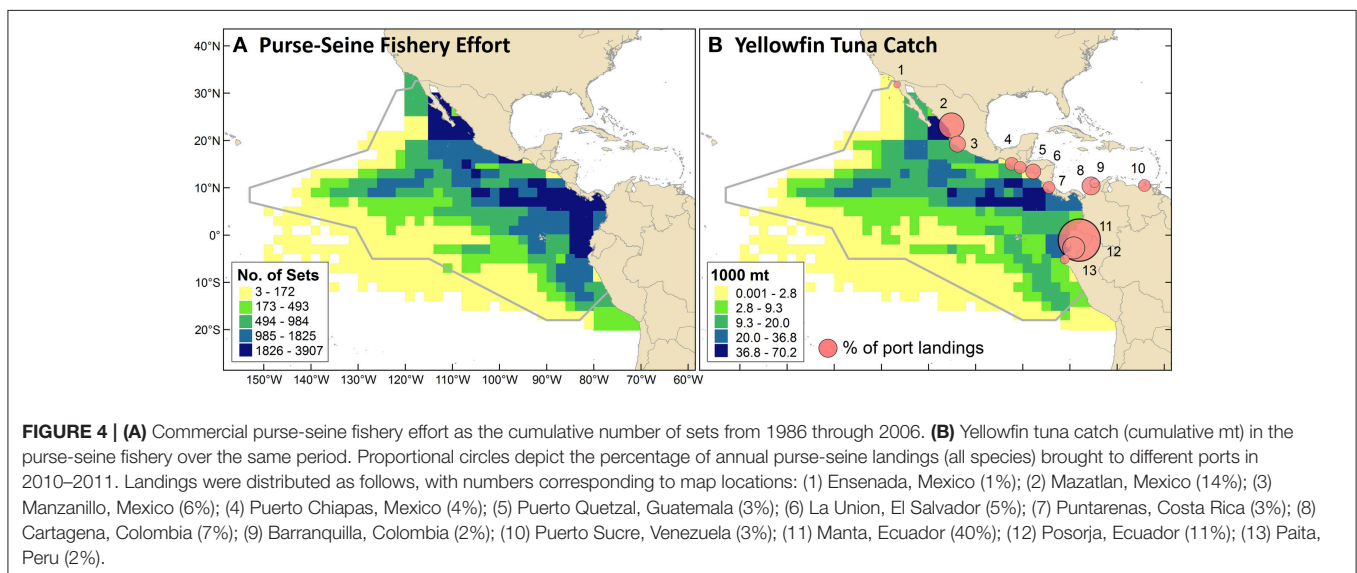 A Purse-Seine Fishery Effort
40°N
30°N
20°N
10°N
0°
10°S
20°S
No. of Sets
3 - 172
173 - 493
494 - 984
985 - 1825
1826 - 3907
150°W 140°W 130°W 120°W 110°W 100°W 90°W 80°W 70°W 60°W
B Yellowfin Tuna Catch
1
2
3
4
5
6
7
8
9
10
11
12
13
1000 mt
0.001 - 2.8
2.8 - 9.3
9.3 - 20.0
20.0 - 36.8
36.8 - 70.2
% of port landings
FIGURE 4 | (A) Commercial purse-seine fishery effort as the cumulative number of sets from 1986 through 2006. (B) Yellowfin tuna catch (cumulative mt) in the
purse-seine fishery over the same period. Proportional circles depict the percentage of annual purse-seine landings (all species) brought to different ports in
2010–2011. Landings were distributed as follows, with numbers corresponding to map locations: (1) Ensenada, Mexico (1%); (2) Mazatlan, Mexico (14%); (3)
Manzanillo, Mexico (6%); (4) Puerto Chiapas, Mexico (4%); (5) Puerto Quetzal, Guatemala (3%); (6) La Union, El Salvador (5%); (7) Puntarenas, Costa Rica (3%); (8)
Cartagena, Colombia (7%); (9) Barranquilla, Colombia (2%); (10) Puerto Sucre, Venezuela (3%); (11) Manta, Ecuador (40%); (12) Posorja, Ecuador (11%); (13) Paita,
Peru (2%).